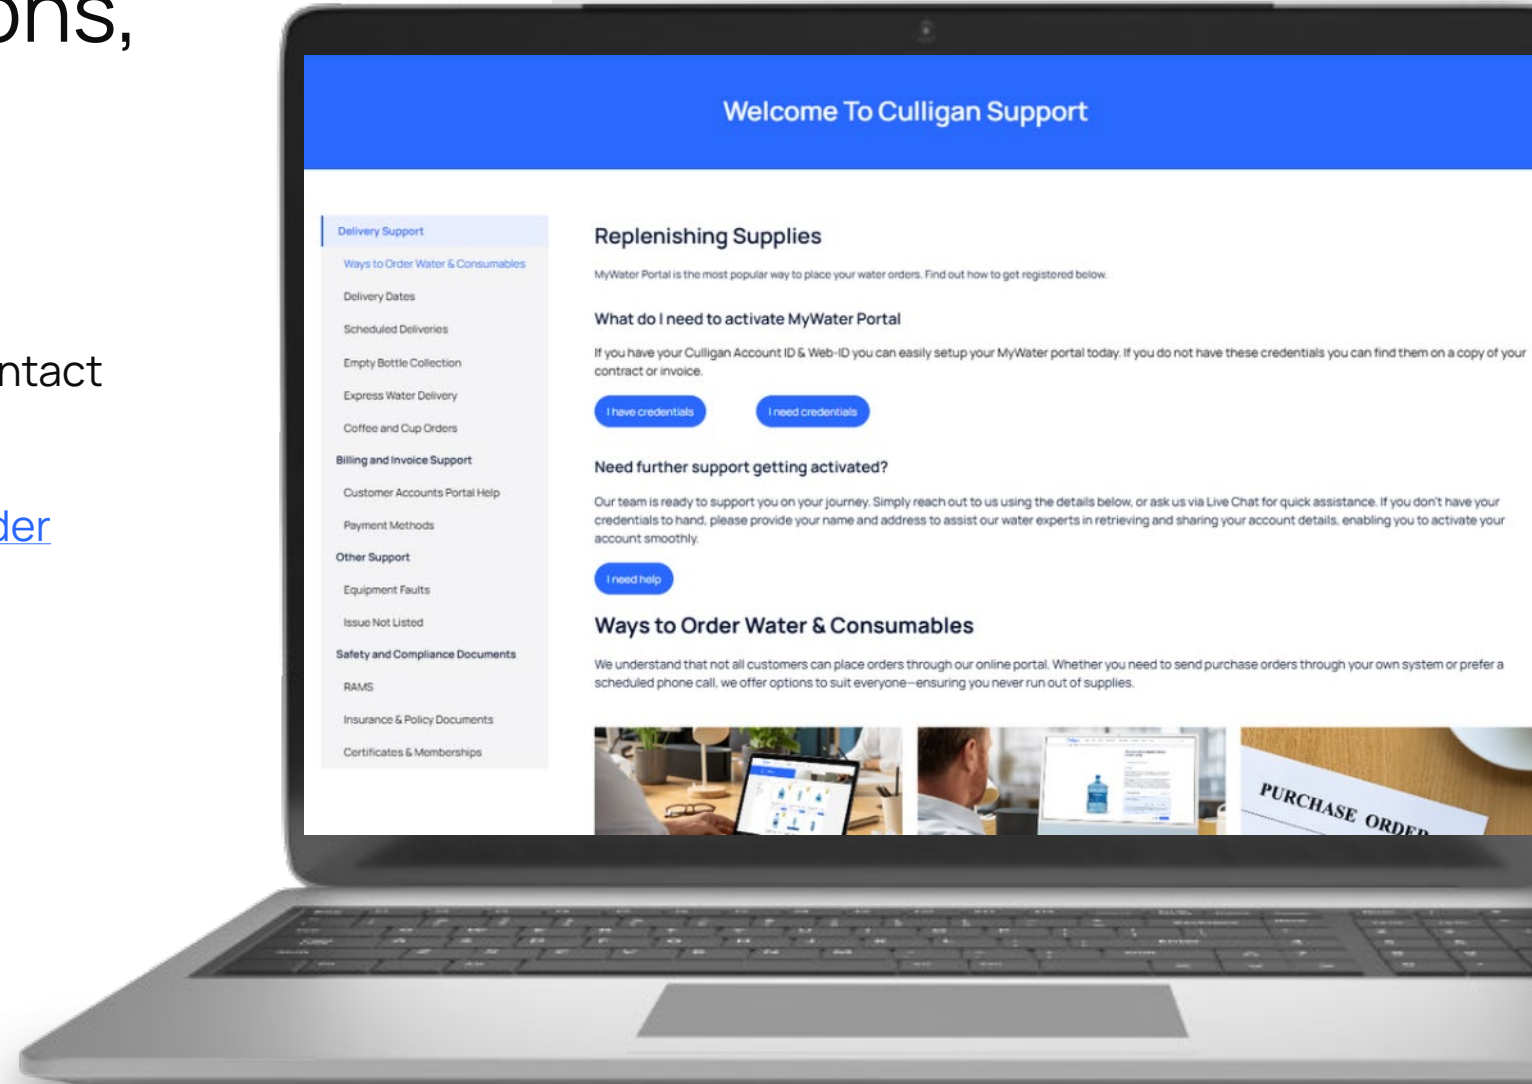 ons,
ntact
der
Welcome To Culligan Support
Delivery Support
Ways to Order Water & Consumables
Delivery Dates
Scheduled Deliveries
Empty Bottle Collection
Express Water Delivery
Coffee and Cup Orders
Billing and Invoice Support
Customer Accounts Portal Help
Payment Methods
Other Support
Equipment Faults
Issue Not Listed
Safety and Compliance Documents
RAMS
Insurance & Policy Documents
Certificates & Memberships
Replenishing Supplies
MyWater Portal is the most popular way to place your water orders. Find out how to get registered below.
What do I need to activate MyWater Portal
If you have your Culligan Account ID & Web-ID you can easily setup your MyWater portal today. If you do not have these credentials you can find them on a copy of your
contract or invoice.
I have credentials
I need credentials
Need further support getting activated?
Our team is ready to support you on your journey. Simply reach out to us using the details below, or ask us via Live Chat for quick assistance. If you don't have your
credentials to hand, please provide your name and address to assist our water experts in retrieving and sharing your account details, enabling you to activate your
account smoothly.
I need help
Ways to Order Water & Consumables
We understand that not all customers can place orders through our online portal. Whether you need to send purchase orders through your own system or prefer a
scheduled phone call, we offer options to suit everyone—ensuring you never run out of supplies.
PURCHASE ORDER